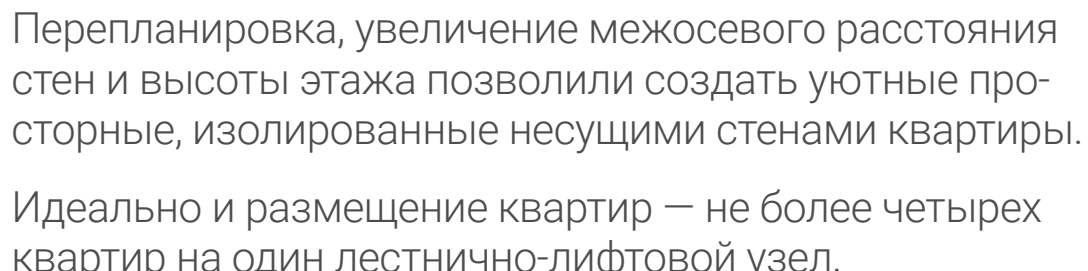 Перепланировка, увеличение межосевого расстояния
стен и высоты этажа позволили создать уютные про-
сторные, изолированные несущими стенами квартиры.
Идеально и размещение квартир — не более четырех
квартир на один лестнично-лифтовой узел.